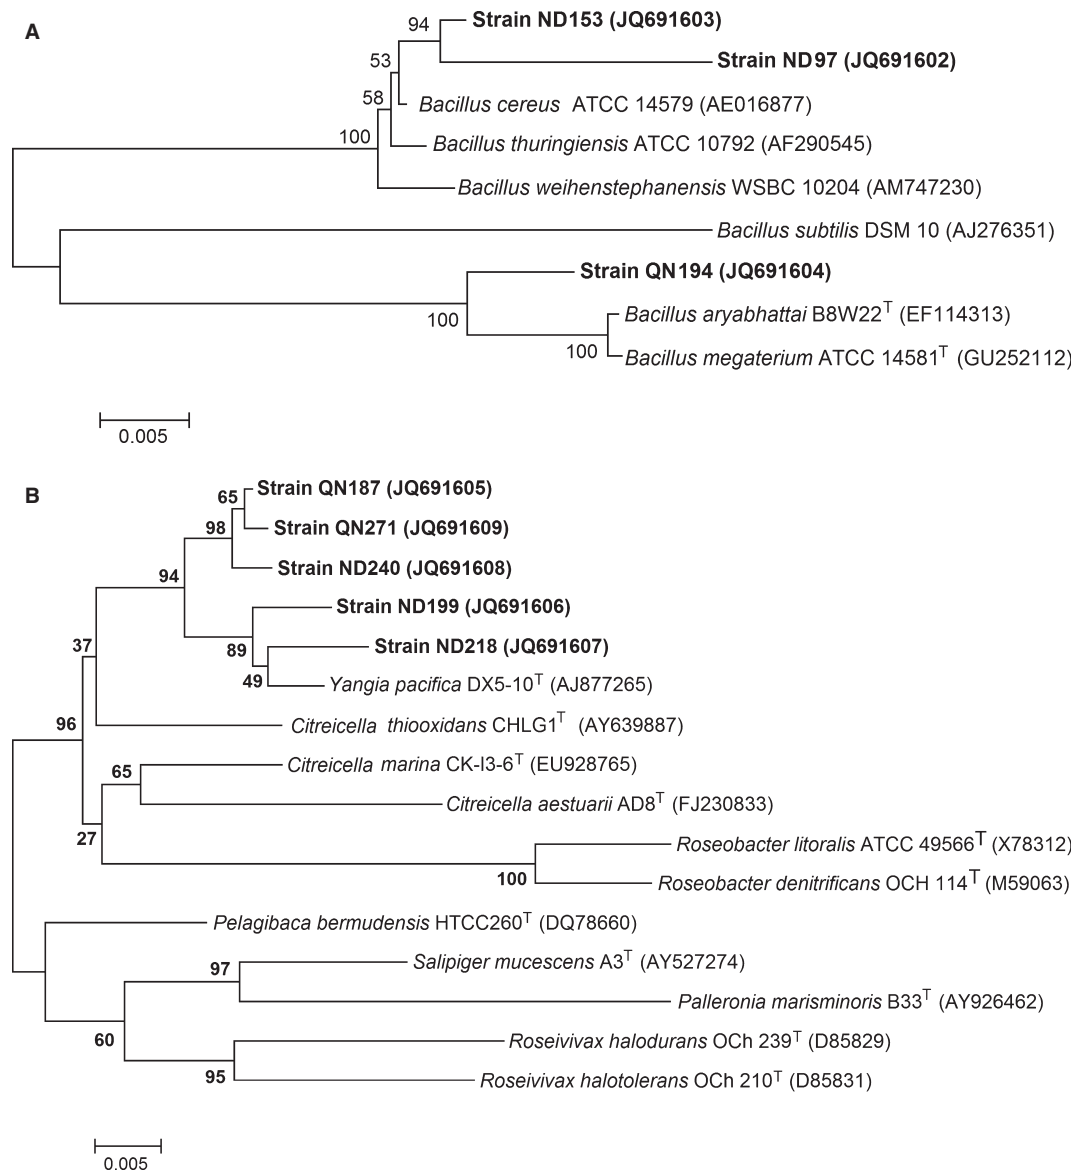 A
94
Strain ND153 (JQ691603)
53
Strain ND97 (JQ691602)
58
Bacillus cereus ATCC 14579 (AE016877)
100
Bacillus thuringiensis ATCC 10792 (AF290545)
Bacillus weihenstephanensis WSBC 10204 (AM747230)
Bacillus subtilis DSM 10 (AJ276351)
Strain QN194 (JQ691604)
100
Bacillus aryabhattai B8W22T (EF114313)
100
Bacillus megaterium ATCC 14581T (GU252112)
0.005
B
65
Strain QN187 (JQ691605)
98
Strain QN271 (JQ691609)
94
Strain ND240 (JQ691608)
Strain ND199 (JQ691606)
37
89
Strain ND218 (JQ691607)
49
Yangia pacifica DX5-10T (AJ877265)
96
Citreicella thiooxidans CHLG1T (AY639887)
65
Citreicella marina CK-I3-6T (EU928765)
Citreicella aestuarii AD8T (FJ230833)
27
Roseobacter litoralis ATCC 49566T (X78312)
100
Roseobacter denitrificans OCH 114T (M59063)
Pelagibaca bermudensis HTCC260T (DQ78660)
97
Salipiger mucescens A3T (AY527274)
Palleronia marisminoris B33T (AY926462)
60
Roseivivax halodurans OCh 239T (D85829)
95
Roseivivax halotolerans OCh 210T (D85831)
0.005